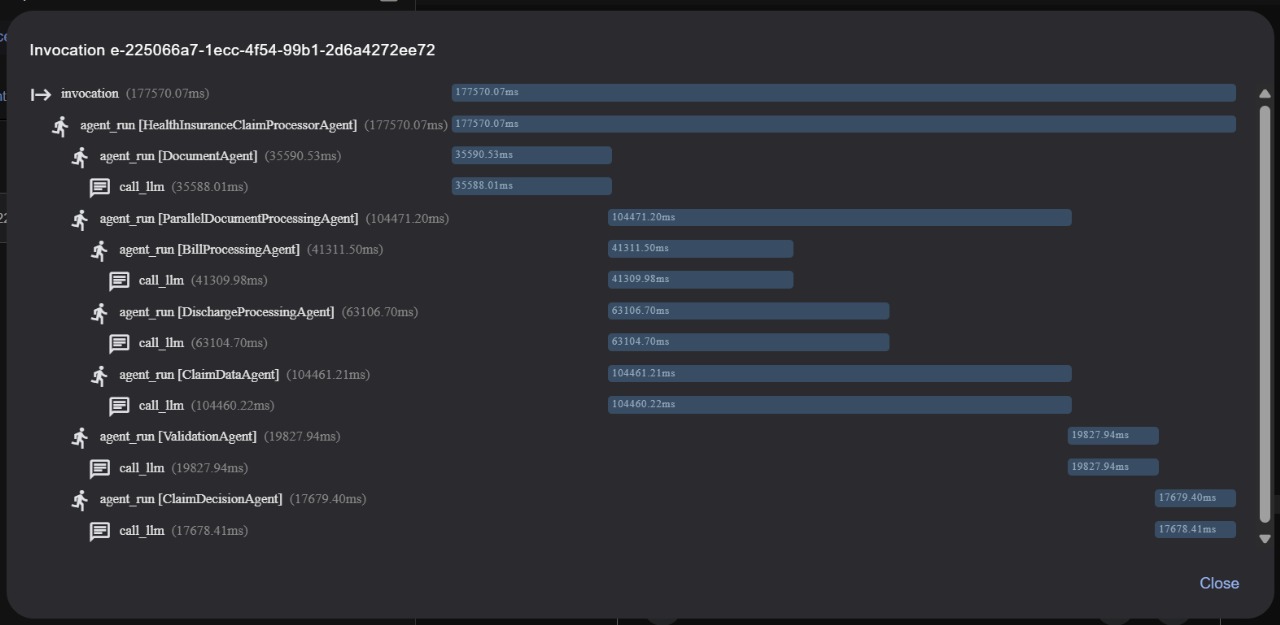 Invocation e-225066a7-1ecc-4f54-99b1-2d6a4272ee72
invocation (177570.07ms) 177570.07ms
agent_run [HealthInsuranceClaimProcessorAgent] (177570.07ms) 177570.07ms
agent_run [DocumentAgent] (35590.53ms) 35590.53ms
call_llm (35588.01ms) 35588.01ms
agent_run [ParallelDocumentProcessingAgent] (104471.20ms) 104471.20ms
agent_run [BillProcessingAgent] (41311.50ms) 41311.50ms
call_llm (41309.98ms) 41309.98ms
agent_run [DischargeProcessingAgent] (63106.70ms) 63106.70ms
call_llm (63104.70ms) 63104.70ms
agent_run [ClaimDataAgent] (104461.21ms) 104461.21ms
call_llm (104460.22ms) 104460.22ms
agent_run [ValidationAgent] (19827.94ms) 19827.94ms
call_llm (19827.94ms) 19827.94ms
agent_run [ClaimDecisionAgent] (17679.40ms) 17679.40ms
call_llm (17678.41ms) 17678.41ms
Close